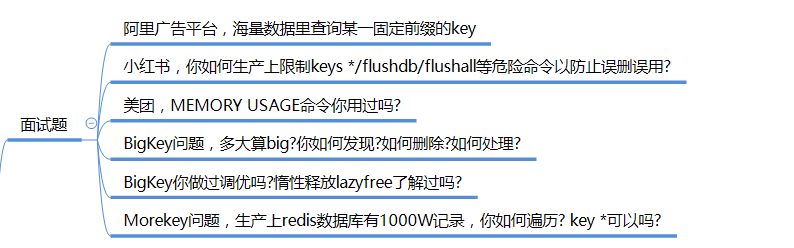 阿里广告平台，海量数据里查询某一固定前缀的key
小红书，你如何生产上限制keys */flushdb/flushall等危险命令以防止误删误用?
美团，MEMORY USAGE命令你用过吗?
面试题
BigKey问题，多大算big?你如何发现?如何删除?如何处理?
BigKey你做过调优吗?惰性释放lazyfree了解过吗?
Morekey问题，生产上redis数据库有1000W记录，你如何遍历? key *可以吗?